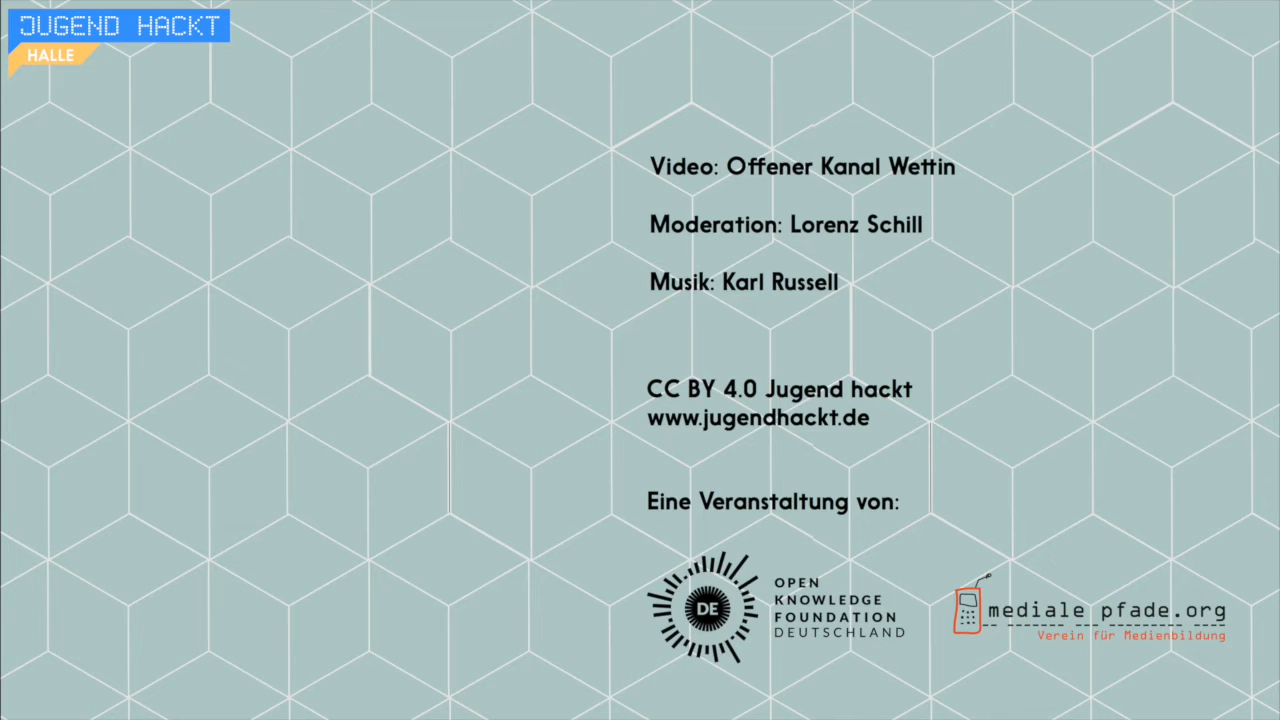 JUGEND HACKT
HALLE
Video: Offener Kanal Wettin
Moderation: Lorenz Schill
Musik: Karl Russell
CC BY 4.0 Jugend hackt
www.jugendhackt.de
Eine Veranstaltung von:
DE
OPEN
KNOWLEDGE
FOUNDATION
DEUTSCHLAND
mediale pfade.org
Verein für Medienbildung